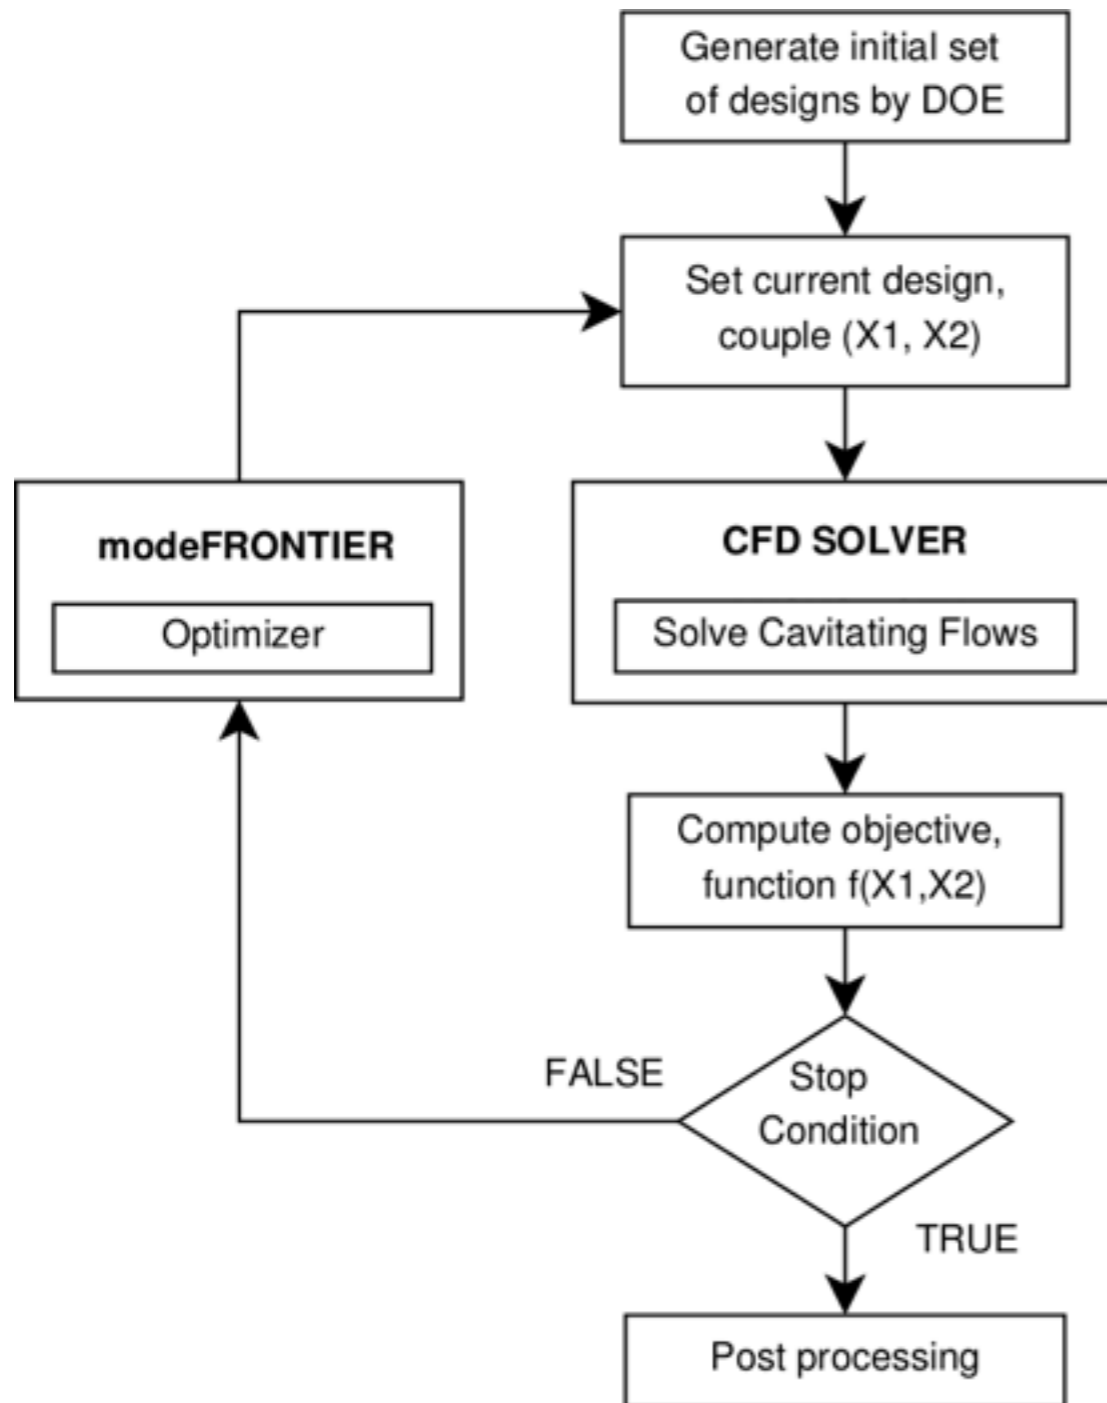 Generate initial set
of designs by DOE
Set current design,
couple (X1, X2)
modeFRONTIER
Optimizer
CFD SOLVER
Solve Cavitating Flows
Compute objective,
function f(X1,X2)
FALSE
Stop
Condition
TRUE
Post processing